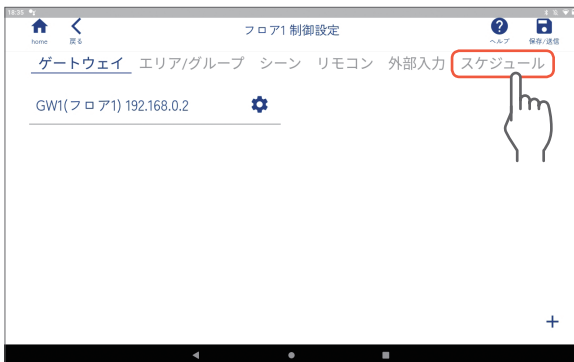 18:35
フロア1 制御設定
home 戻る ヘルプ 保存/送信
ゲートウェイ エリア/グループ シーン リモコン 外部入力 スケジュール
GW1(フロア1) 192.168.0.2
+